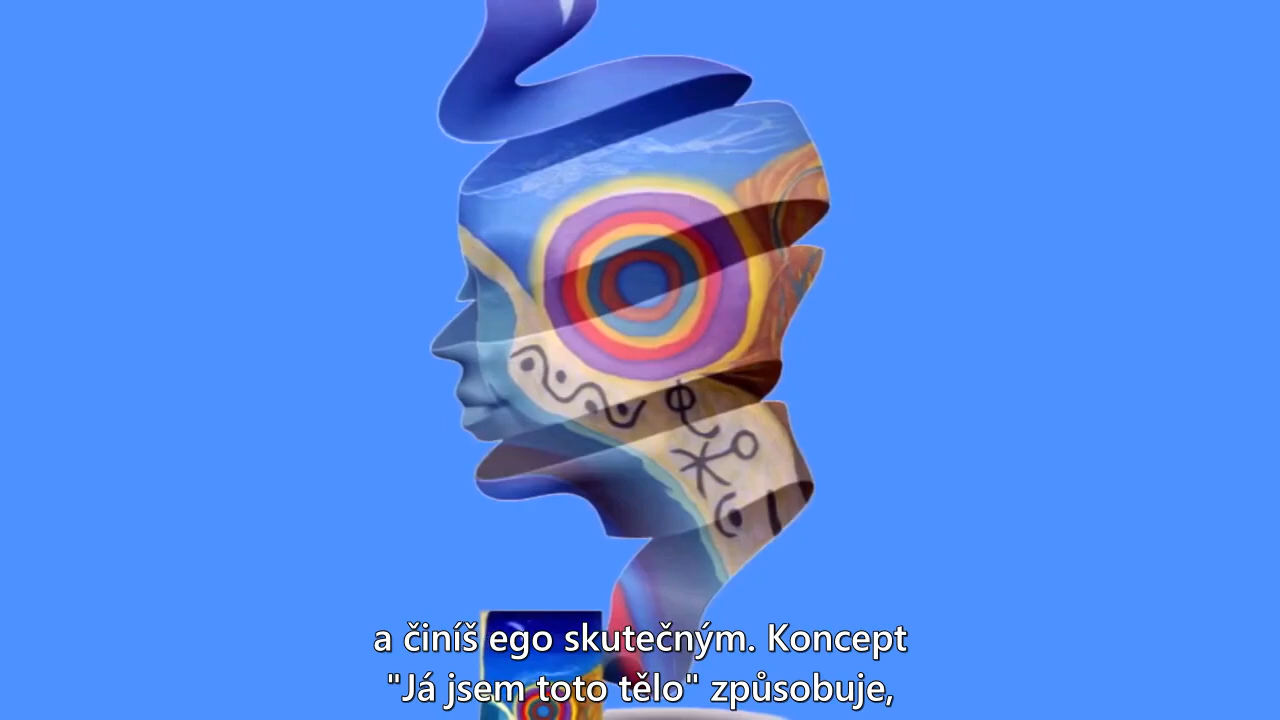 a činíš ego skutečným. Koncept
"Já jsem toto tělo" způsobuje,